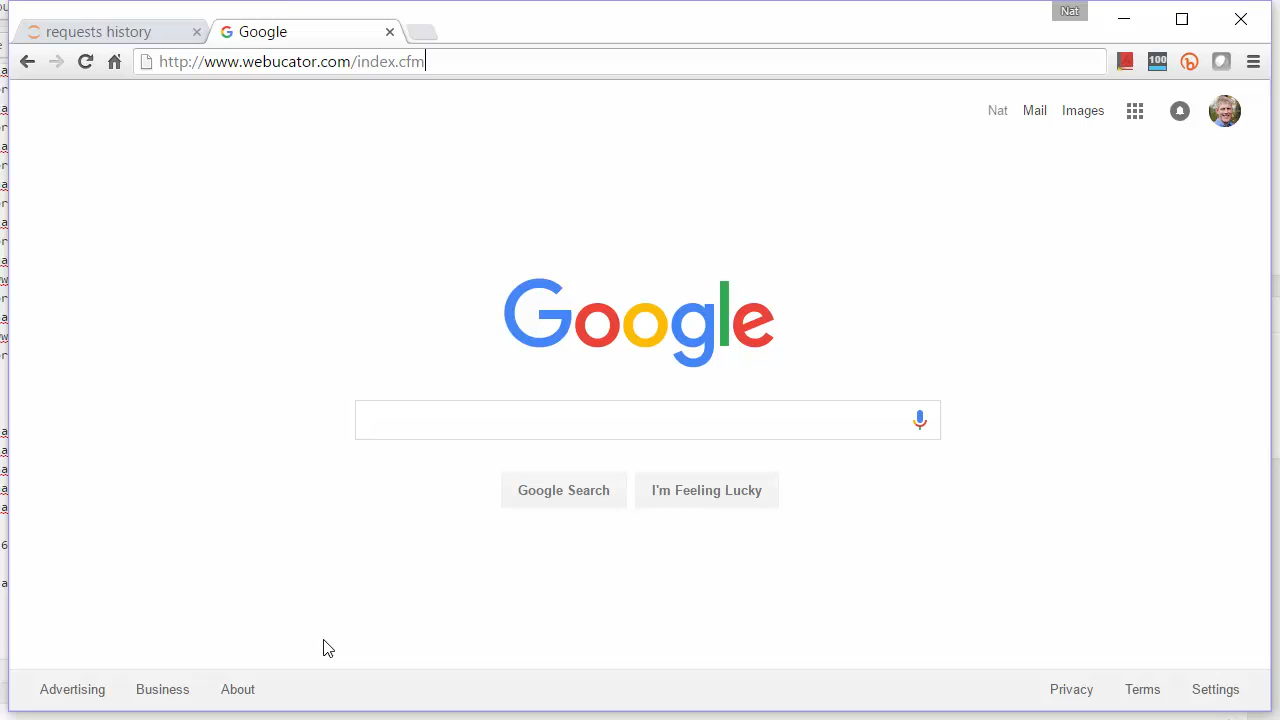 Nat
requests history
Google
http://www.webucator.com/index.cfm
100
Nat Mail Images
Google
Google Search I'm Feeling Lucky
Advertising Business About Privacy Terms Settings